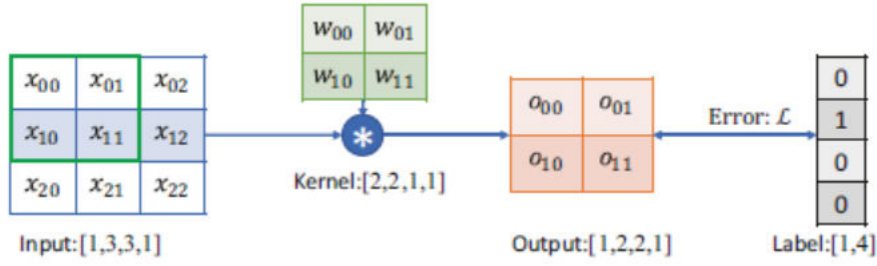 w₀₀ w₀₁
w₁₀ w₁₁
x₀₀ x₀₁ x₀₂
x₁₀ x₁₁ x₁₂
x₂₀ x₂₁ x₂₂
*
o₀₀ o₀₁
o₁₀ o₁₁
Error: ℒ
0
1
0
0
Kernel:[2,2,1,1]
Input:[1,3,3,1]
Output:[1,2,2,1]
Label:[1,4]